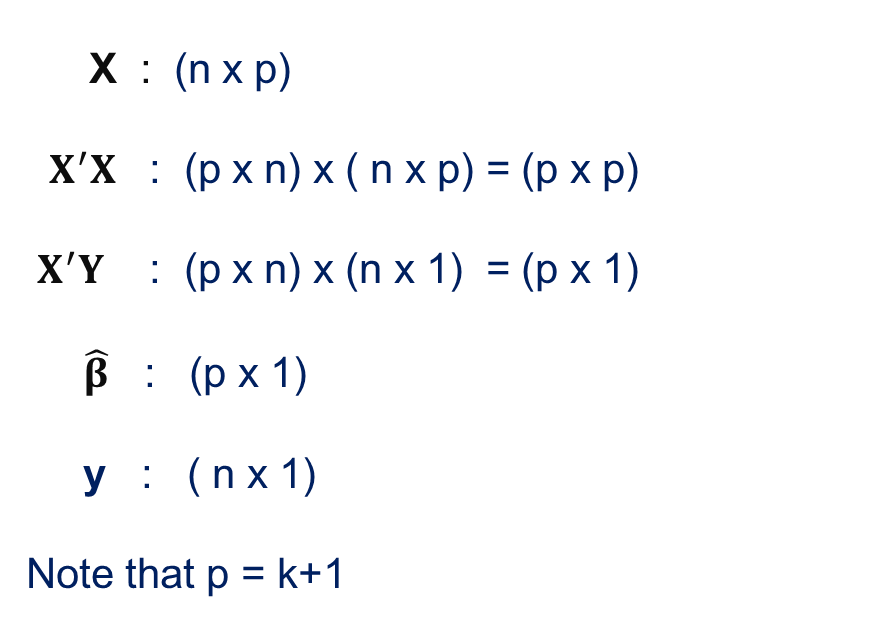 X : (n x p)
X′X : (p x n) x ( n x p) = (p x p)
X′Y : (p x n) x (n x 1) = (p x 1)
β̂ : (p x 1)
y : ( n x 1)
Note that p = k+1